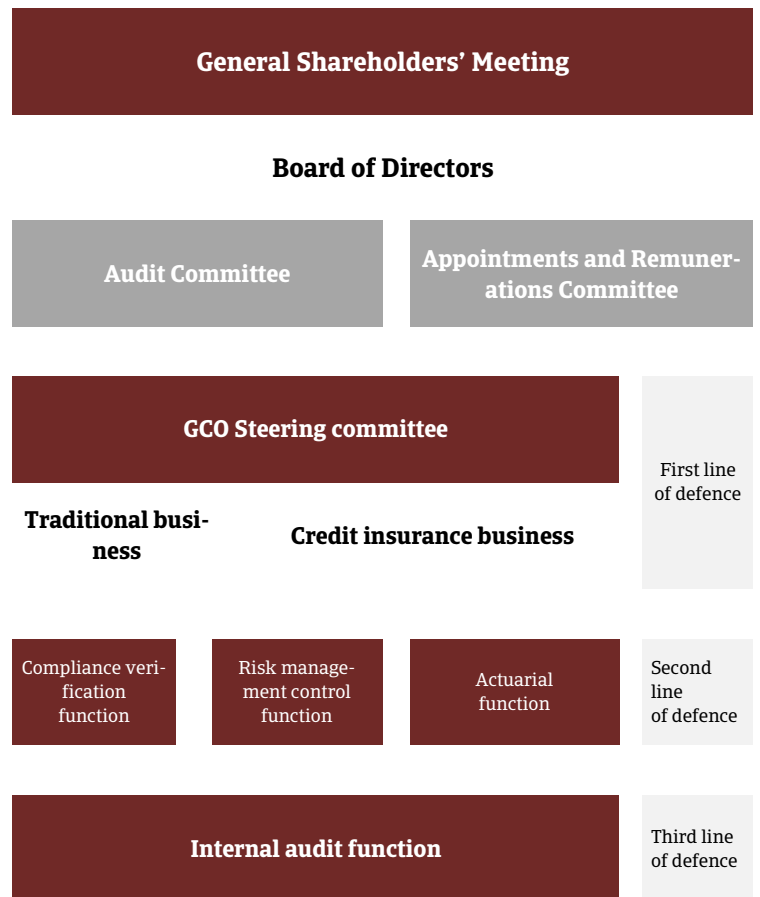 General Shareholders’ Meeting
Board of Directors
Audit Committee
Appointments and Remuner-
ations Committee
GCO Steering committee
First line
of defence
Traditional busi-
ness
Credit insurance business
Compliance veri-
fication
function
Risk manage-
ment control
function
Actuarial
function
Second
line
of defence
Internal audit function
Third line
of defence